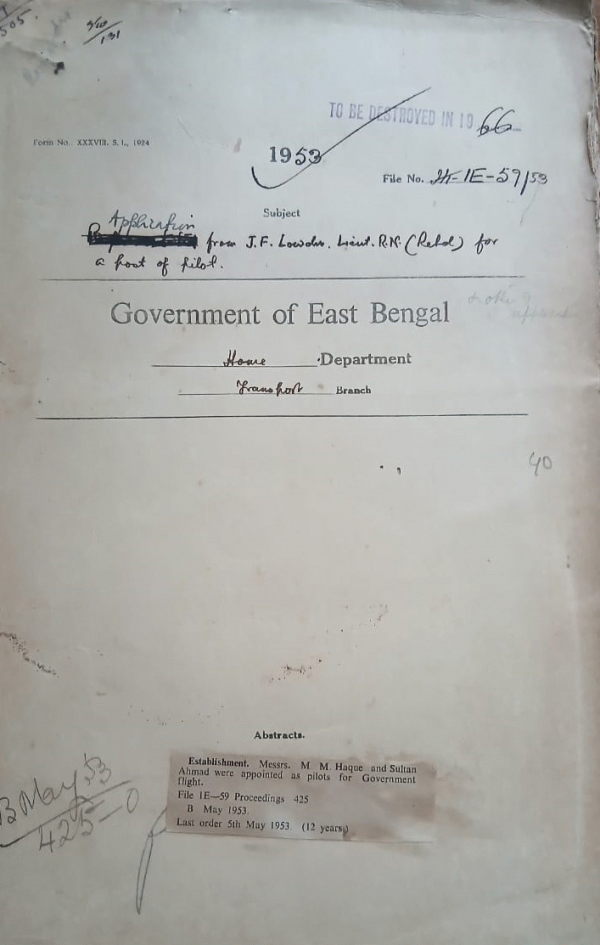 505
TO BE DESTROYED IN 1966
Form No. XXXVIII. S. 1., 1924
1953
File No. 1E-59/53
Subject
Application
from J.F. Lowder. Lieut. R.N. (Retd) for
a post of pilot.
Government of East Bengal
Home Department
Transport Branch
40
Abstracts.
Establishment. Messrs. M. M. Haque and Sultan
Ahmad were appointed as pilots for Government
flight.
File 1E—59 Proceedings 425
B May 1953.
Last order 5th May 1953. (12 years)
B May 53
425-0